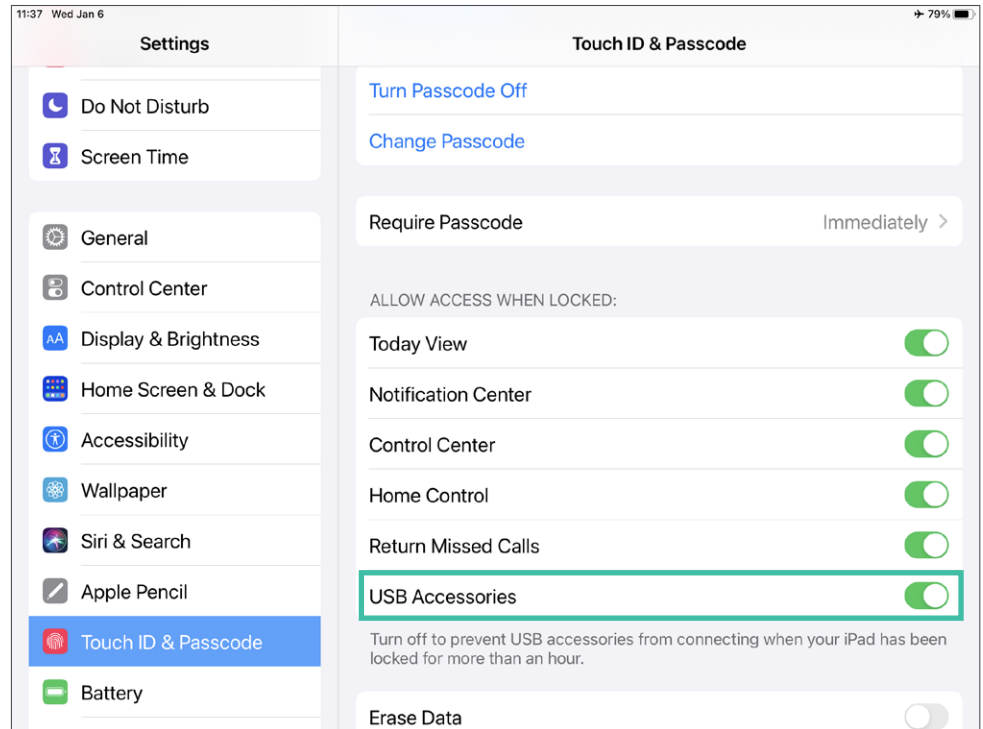 11:37 Wed Jan 6
79%
Settings
Do Not Disturb
Screen Time
General
Control Center
AA Display & Brightness
Home Screen & Dock
Accessibility
Wallpaper
Siri & Search
Apple Pencil
Touch ID & Passcode
Battery
Touch ID & Passcode
Turn Passcode Off
Change Passcode
Require Passcode Immediately
ALLOW ACCESS WHEN LOCKED:
Today View
Notification Center
Control Center
Home Control
Return Missed Calls
USB Accessories
Turn off to prevent USB accessories from connecting when your iPad has been
locked for more than an hour.
Erase Data